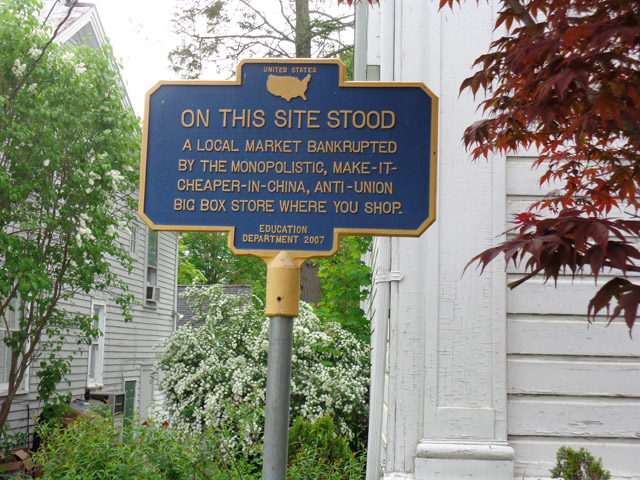 UNITED STATES
ON THIS SITE STOOD
A LOCAL MARKET BANKRUPTED
BY THE MONOPOLISTIC, MAKE-IT-
CHEAPER-IN-CHINA, ANTI-UNION
BIG BOX STORE WHERE YOU SHOP.
EDUCATION
DEPARTMENT 2007